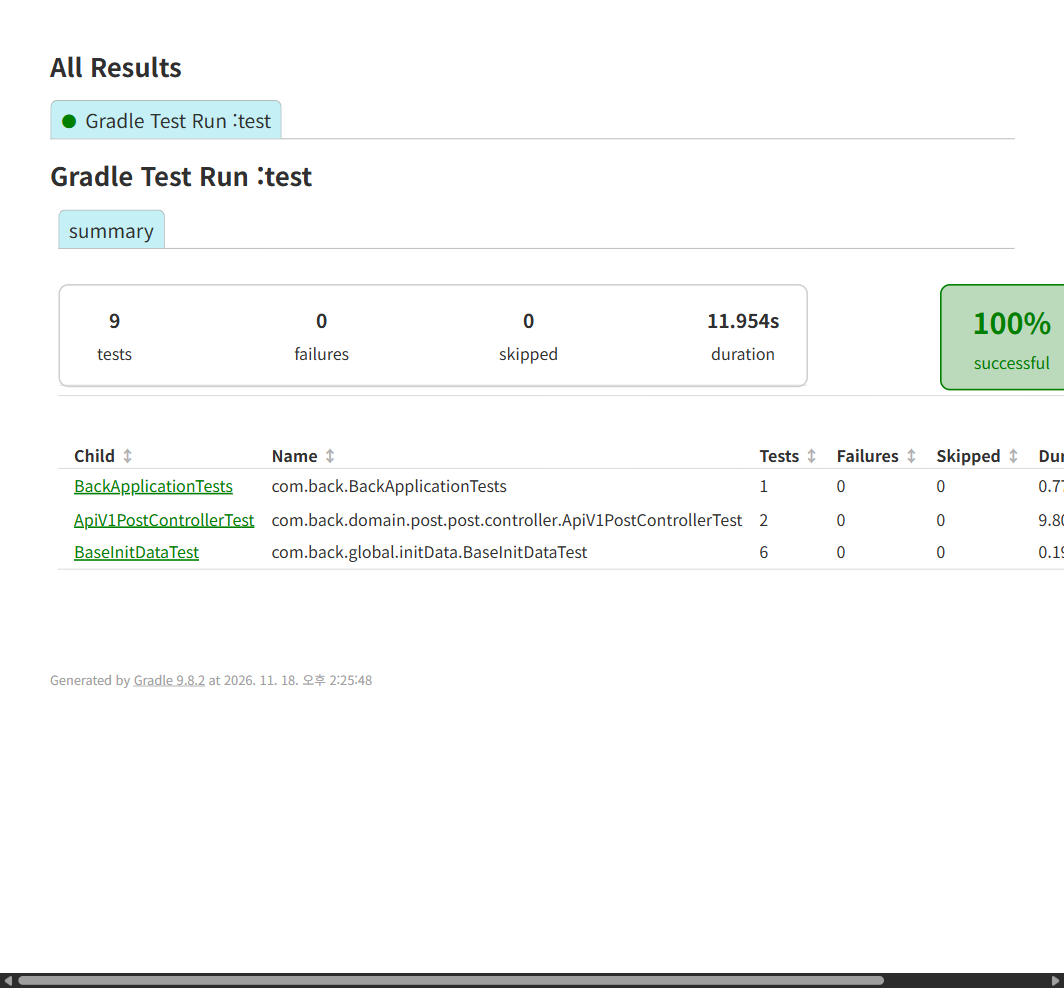 All Results
Gradle Test Run :test
Gradle Test Run :test
summary
9 0 0 11.954s 100%
tests failures skipped duration successful
Child Name Tests Failures Skipped
BackApplicationTests com.back.BackApplicationTests 1 0 0
ApiV1PostControllerTest com.back.domain.post.post.controller.ApiV1PostControllerTest 2 0 0
BaseInitDataTest com.back.global.initData.BaseInitDataTest 6 0 0
Generated by Gradle 9.8.2 at 2026. 11. 18. 오후 2:25:48